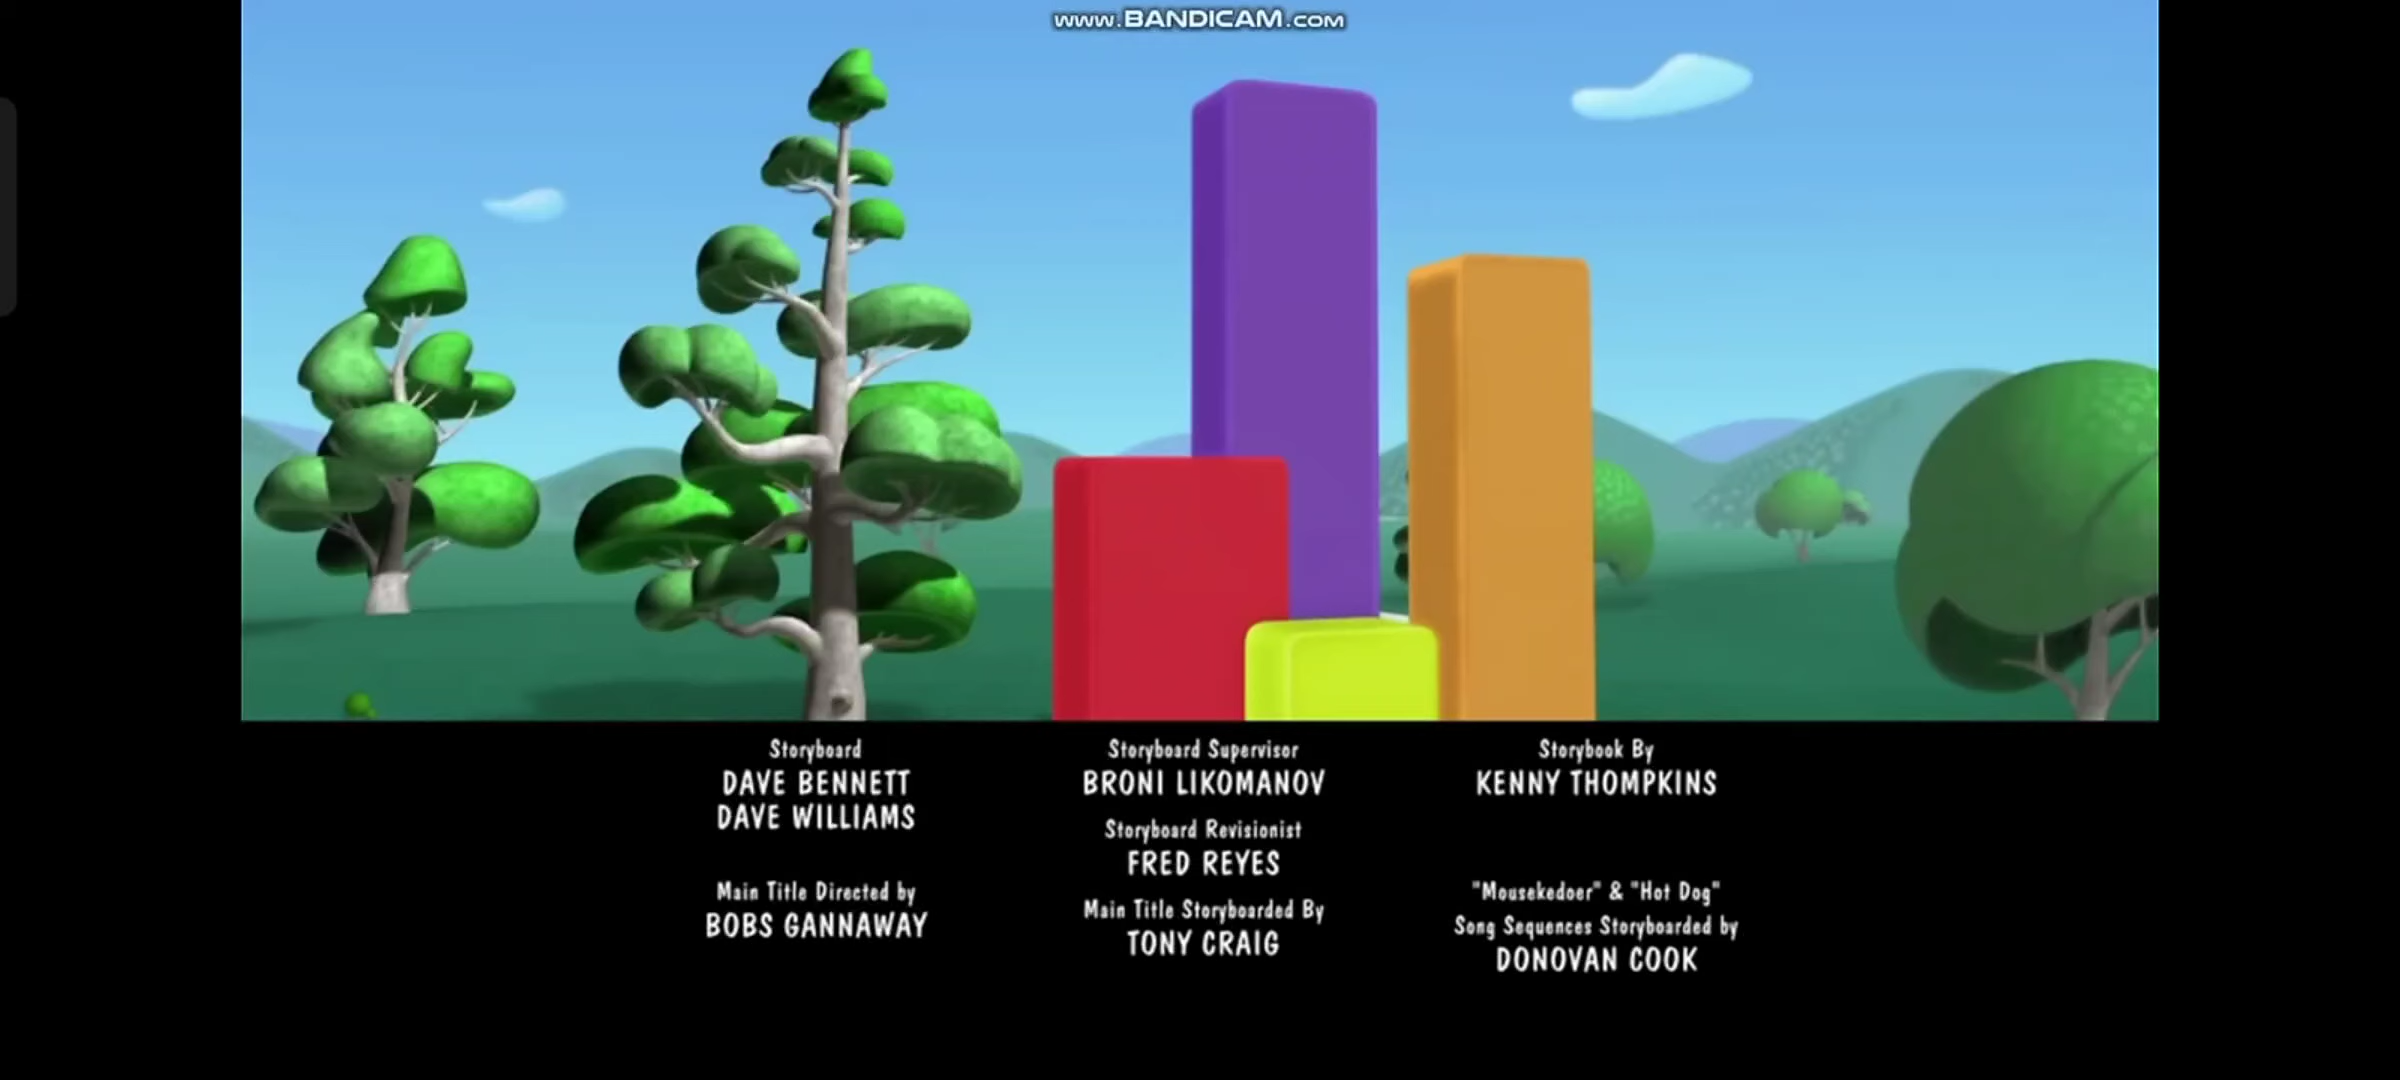 www.BANDICAM.com
Storyboard
DAVE BENNETT
DAVE WILLIAMS
Main Title Directed by
BOBS GANNAWAY
Storyboard Supervisor
BRONI LIKOMANOV
Storyboard Revisionist
FRED REYES
Main Title Storyboarded By
TONY CRAIG
Storybook By
KENNY THOMPKINS
"Mousekedoer" & "Hot Dog"
Song Sequences Storyboarded by
DONOVAN COOK